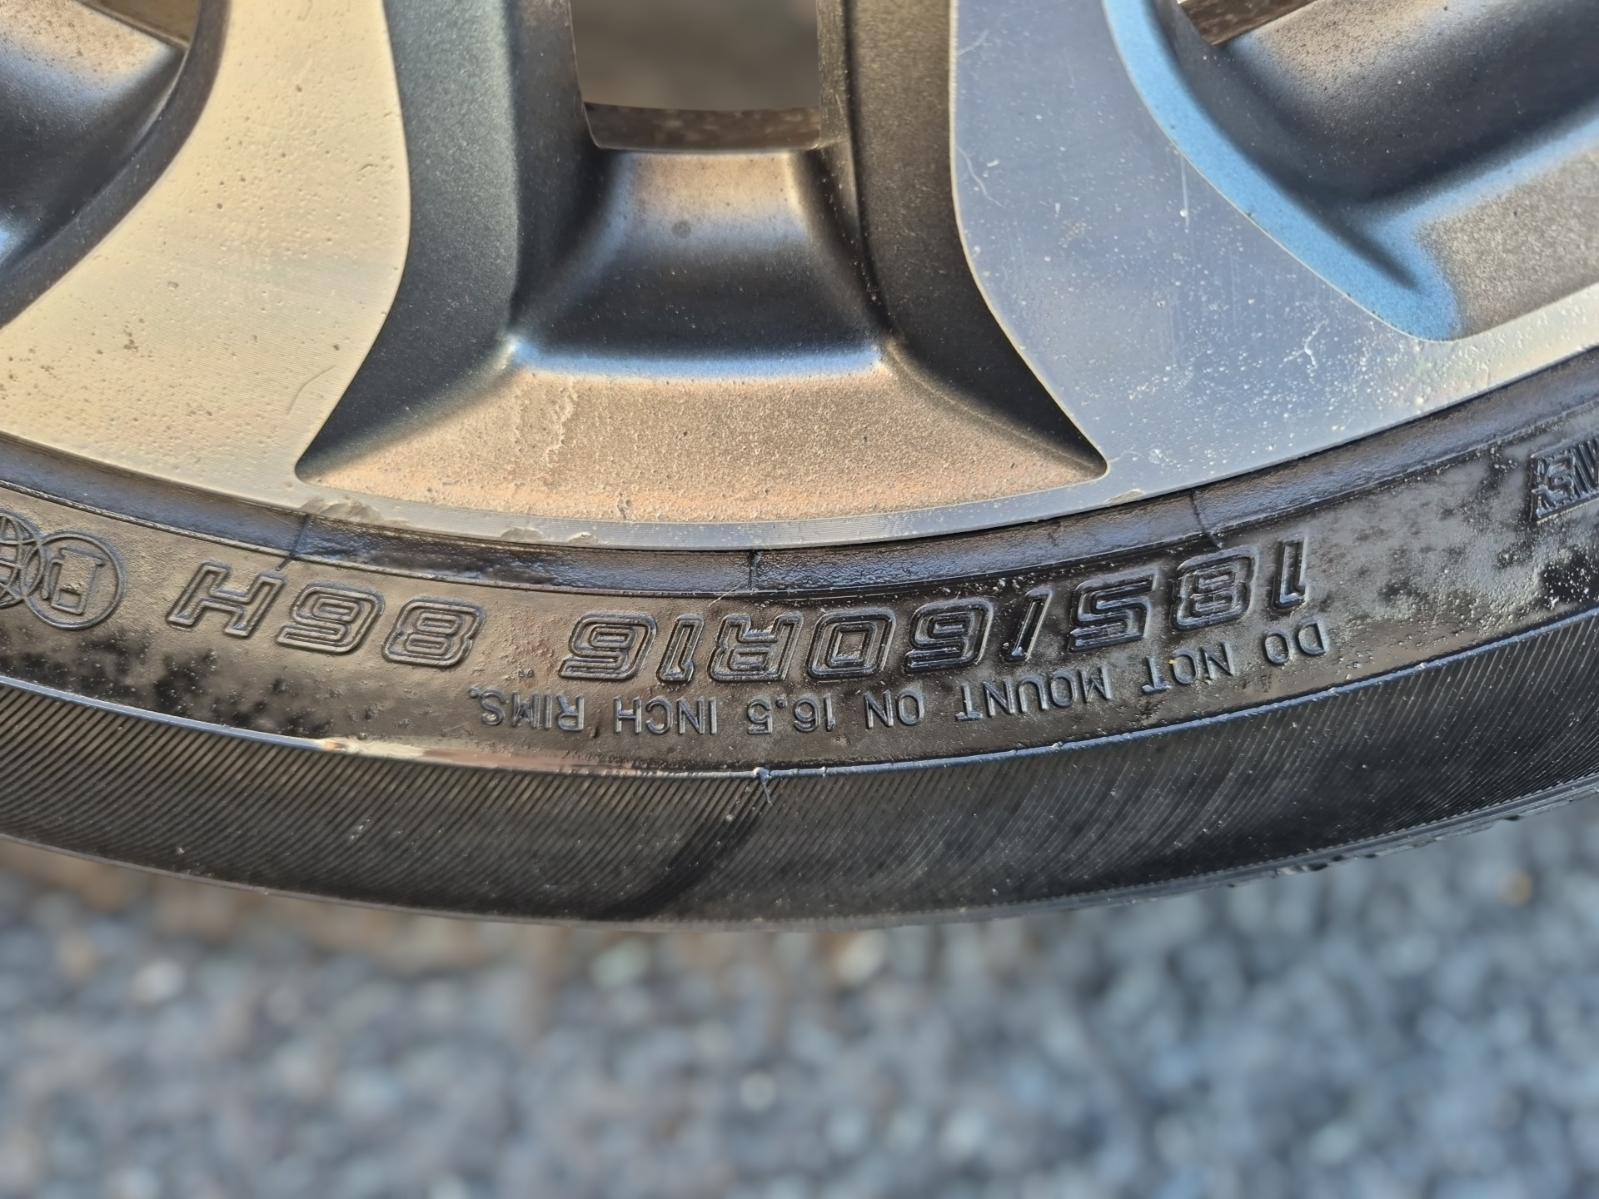 185/60R16 86H
DO NOT MOUNT ON 16.5 INCH RIMS.